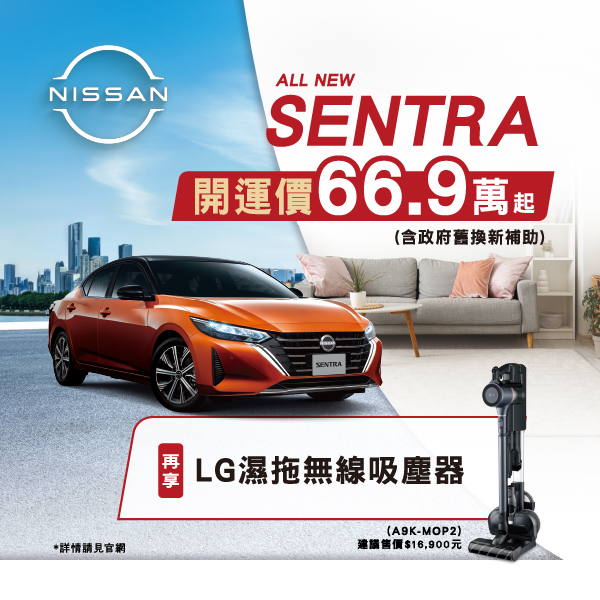 NISSAN
ALL NEW
SENTRA
開運價66.9萬起
(含政府舊換新補助)
SENTRA
再享
LG濕拖無線吸塵器
(A9K-MOP2)
建議售價$16,900元
*詳情請見官網